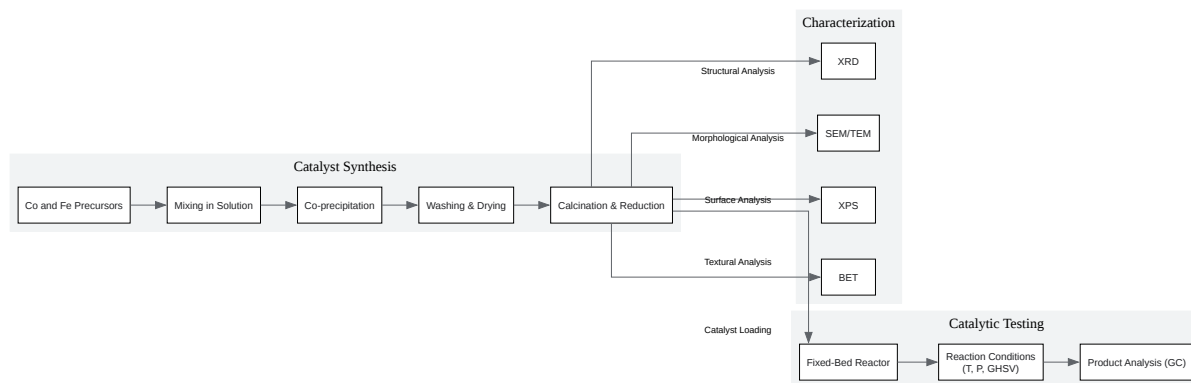 Characterization
XRD
Structural Analysis
SEM/TEM
Morphological Analysis
Catalyst Synthesis
Co and Fe Precursors
Mixing in Solution
Co-precipitation
Washing & Drying
Calcination & Reduction
Surface Analysis
XPS
Textural Analysis
BET
Catalytic Testing
Catalyst Loading
Fixed-Bed Reactor
Reaction Conditions
(T, P, GHSV)
Product Analysis (GC)